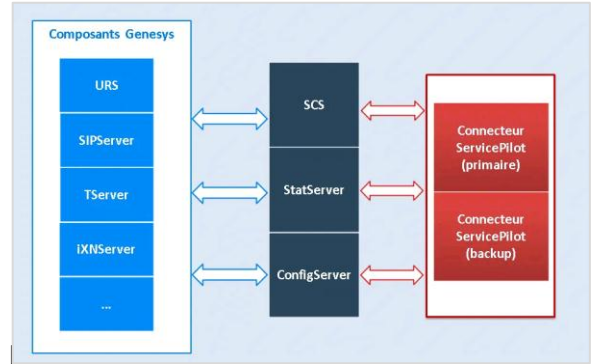 Composants Genesys
URS
SIPServer
TServer
iXNServer
...
SCS
StatServer
ConfigServer
Connecteur
ServicePilot
(primaire)
Connecteur
ServicePilot
(backup)